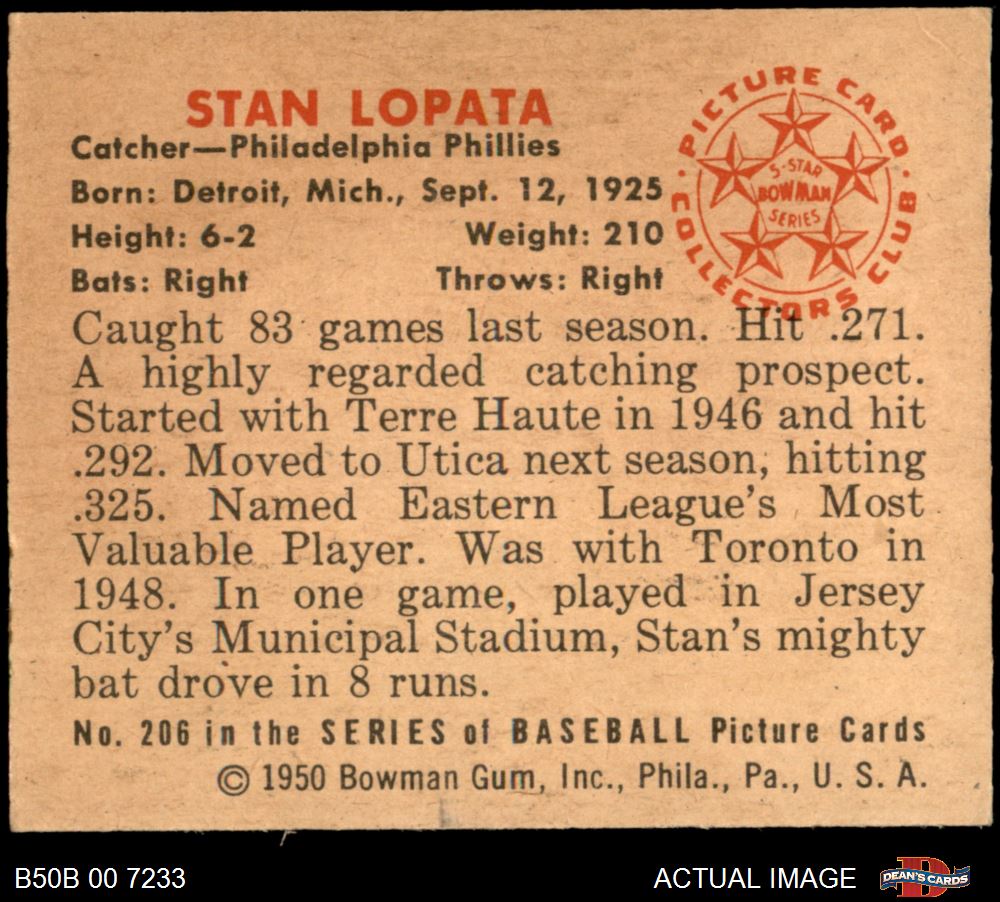 STAN LOPATA
Catcher—Philadelphia Phillies
Born: Detroit, Mich., Sept. 12, 1925
Height: 6-2 Weight: 210
Bats: Right Throws: Right
PICTURE CARD · COLLECTORS CLUB ·
5-STAR
BOWMAN
SERIES
Caught 83 games last season. Hit .271.
A highly regarded catching prospect.
Started with Terre Haute in 1946 and hit
.292. Moved to Utica next season, hitting
.325. Named Eastern League's Most
Valuable Player. Was with Toronto in
1948. In one game, played in Jersey
City's Municipal Stadium, Stan's mighty
bat drove in 8 runs.
No. 206 in the SERIES of BASEBALL Picture Cards
© 1950 Bowman Gum, Inc., Phila., Pa., U. S. A.
B50B 00 7233 ACTUAL IMAGE D DEAN'S CARDS